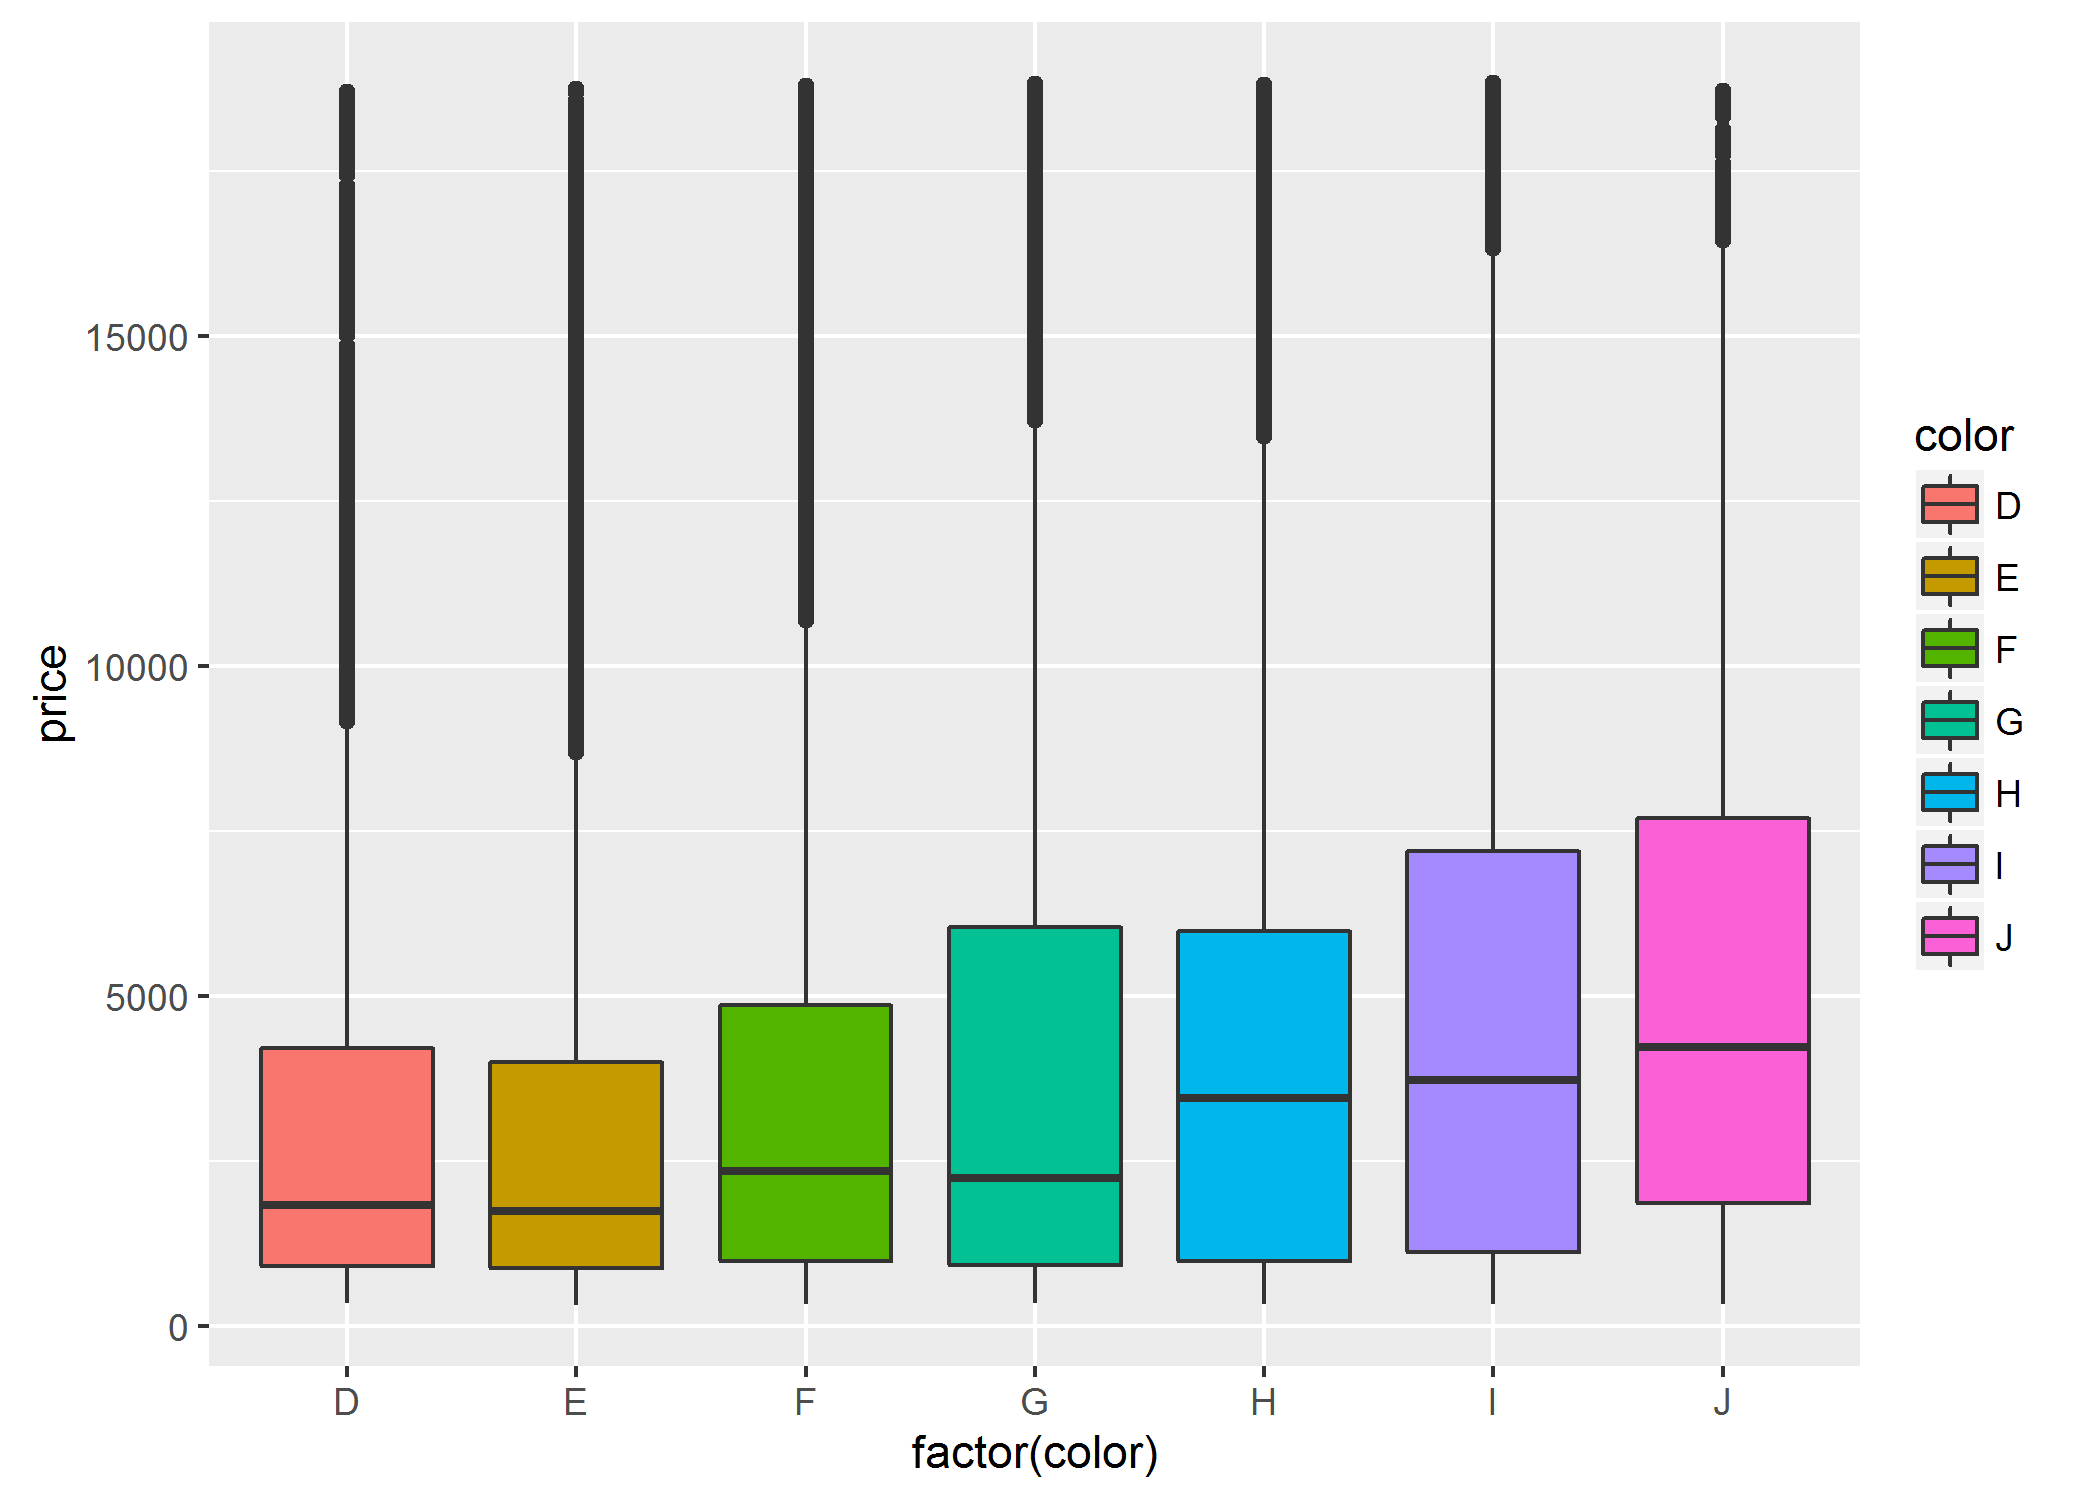 price
15000
10000
5000
0
D E F G H I J
factor(color)
color
D
E
F
G
H
I
J